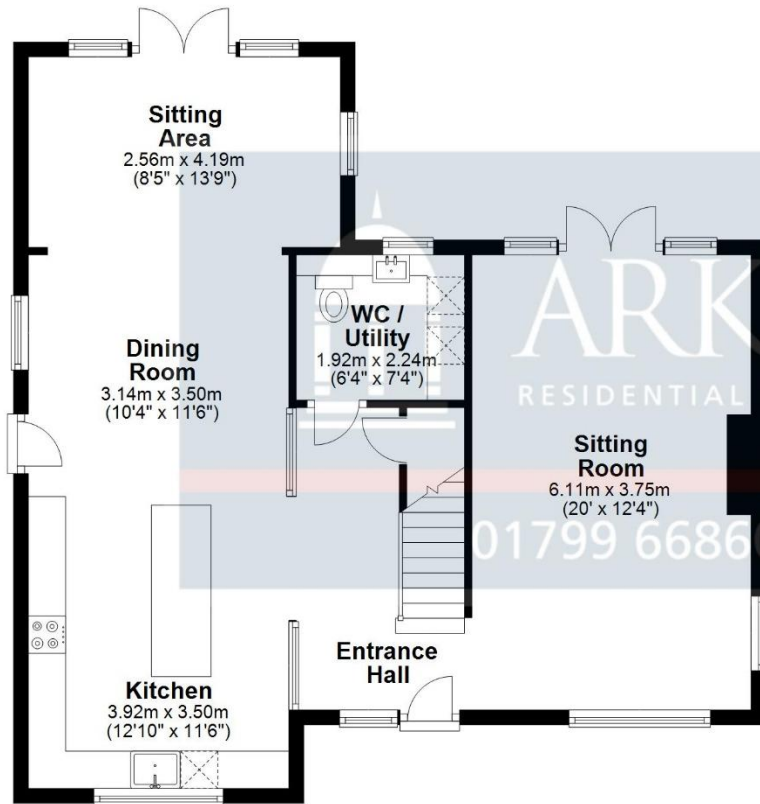 Sitting
Area
2.56m x 4.19m
(8'5" x 13'9")
WC /
Utility
1.92m x 2.24m
(6'4" x 7'4")
Dining
Room
3.14m x 3.50m
(10'4" x 11'6")
ARK
RESIDENTIAL
Sitting
Room
6.11m x 3.75m
(20' x 12'4")
01799 6686
Entrance
Hall
Kitchen
3.92m x 3.50m
(12'10" x 11'6")